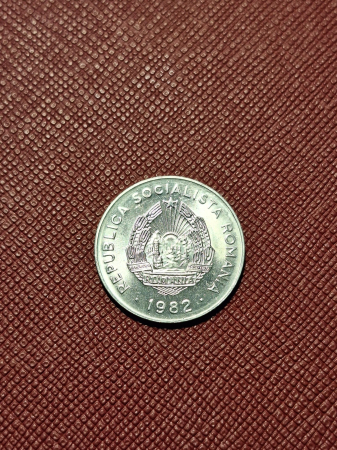 REPUBLICA SOCIALISTA ROMANIA
· 1982 ·